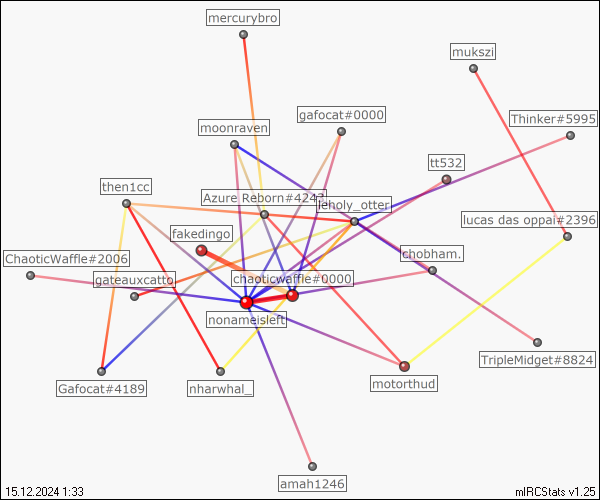 mercurybro
mukszi
gafocat#0000
Thinker#5995
moonraven
tt532
then1cc
Azure Reborn#4247
leholy_otter
lucas das oppai#2396
fakedingo
chobham.
ChaoticWaffle#2006
gateauxcatto
chaoticwaffle#0000
nonameisleft
TripleMidget#8824
Gafocat#4189
nharwhal_
motorthud
amah1246
15.12.2024 1:33
mIRCStats v1.25